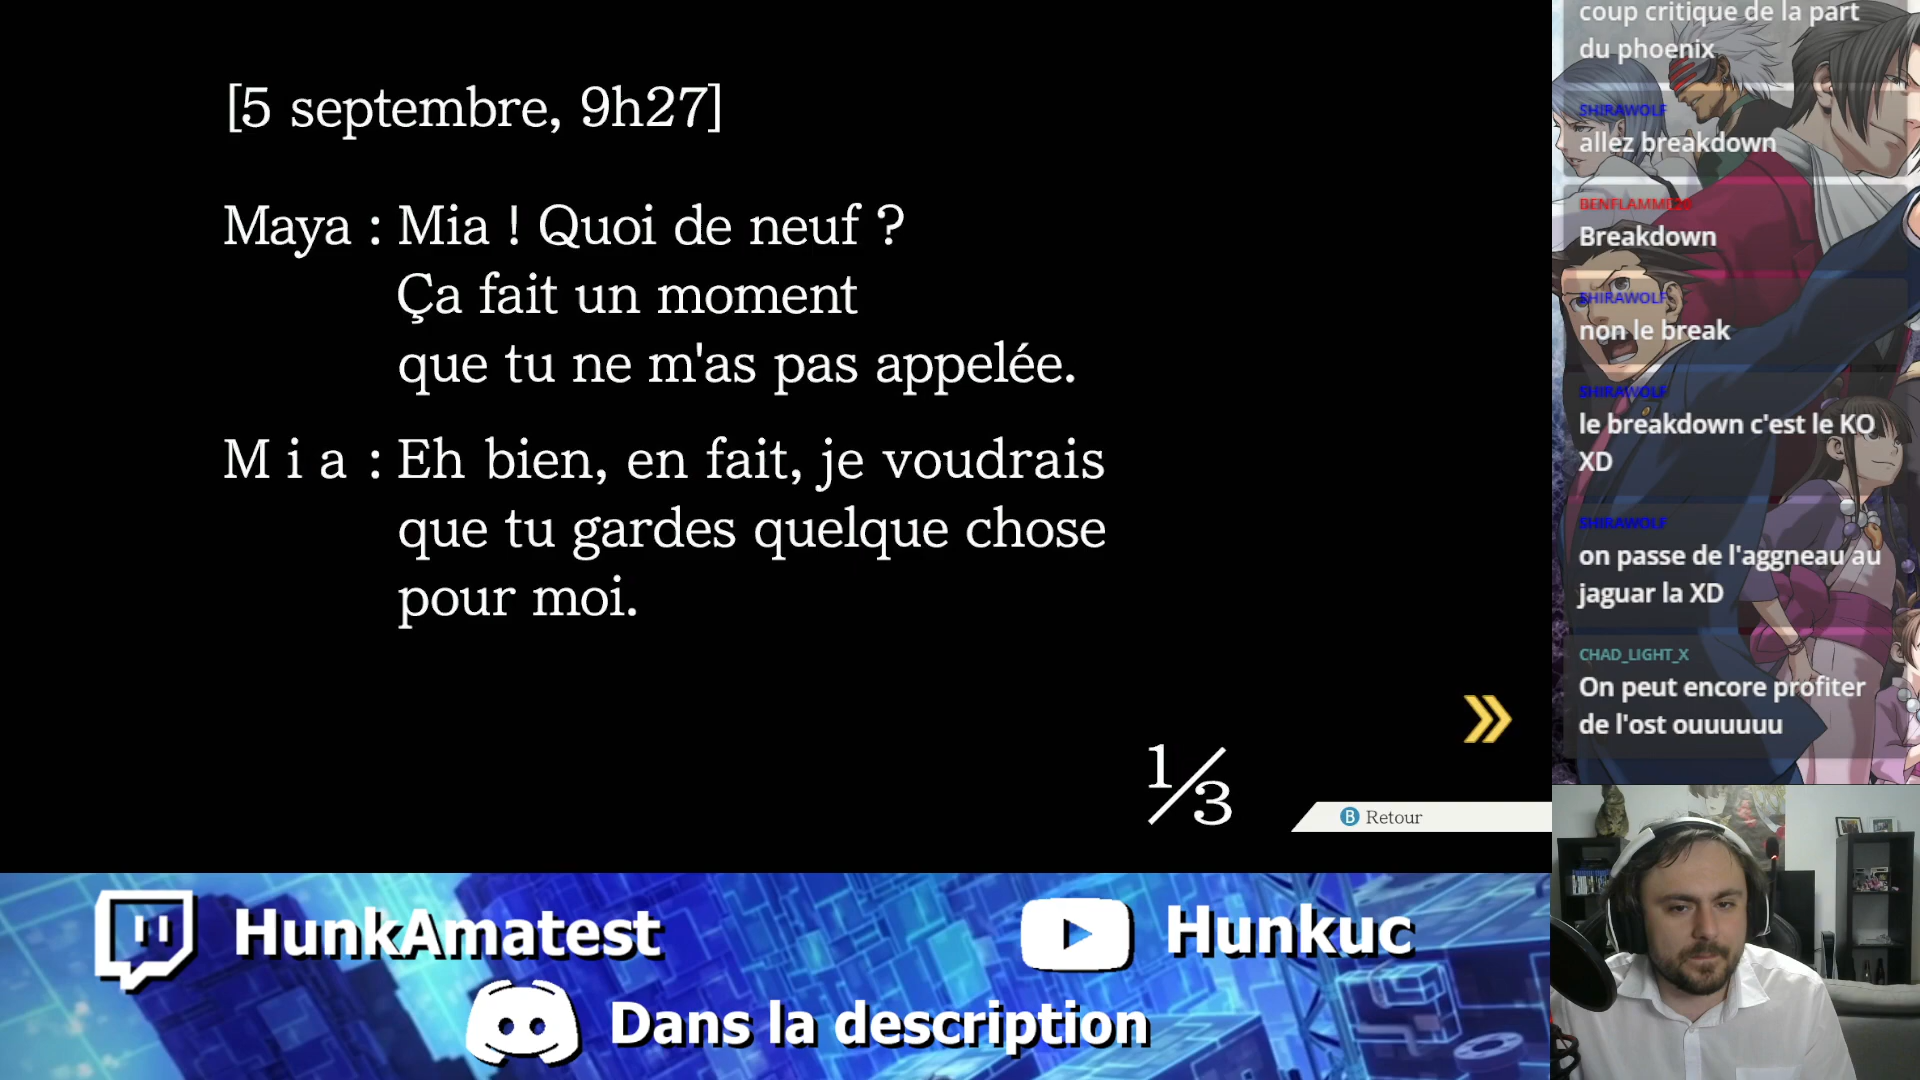 [5 septembre, 9h27]
Maya : Mia ! Quoi de neuf ?
Ça fait un moment
que tu ne m'as pas appelée.
M i a : Eh bien, en fait, je voudrais
que tu gardes quelque chose
pour moi.
1/3
B Retour
coup critique de la part
du phoenix
SHIRAWOLF
allez breakdown
BENFLAMME20
Breakdown
SHIRAWOLF
non le break
SHIRAWOLF
le breakdown c'est le KO
XD
SHIRAWOLF
on passe de l'aggneau au
jaguar la XD
CHAD_LIGHT_X
On peut encore profiter
de l'ost ouuuuuu
HunkAmatest
Hunkuc
Dans la description